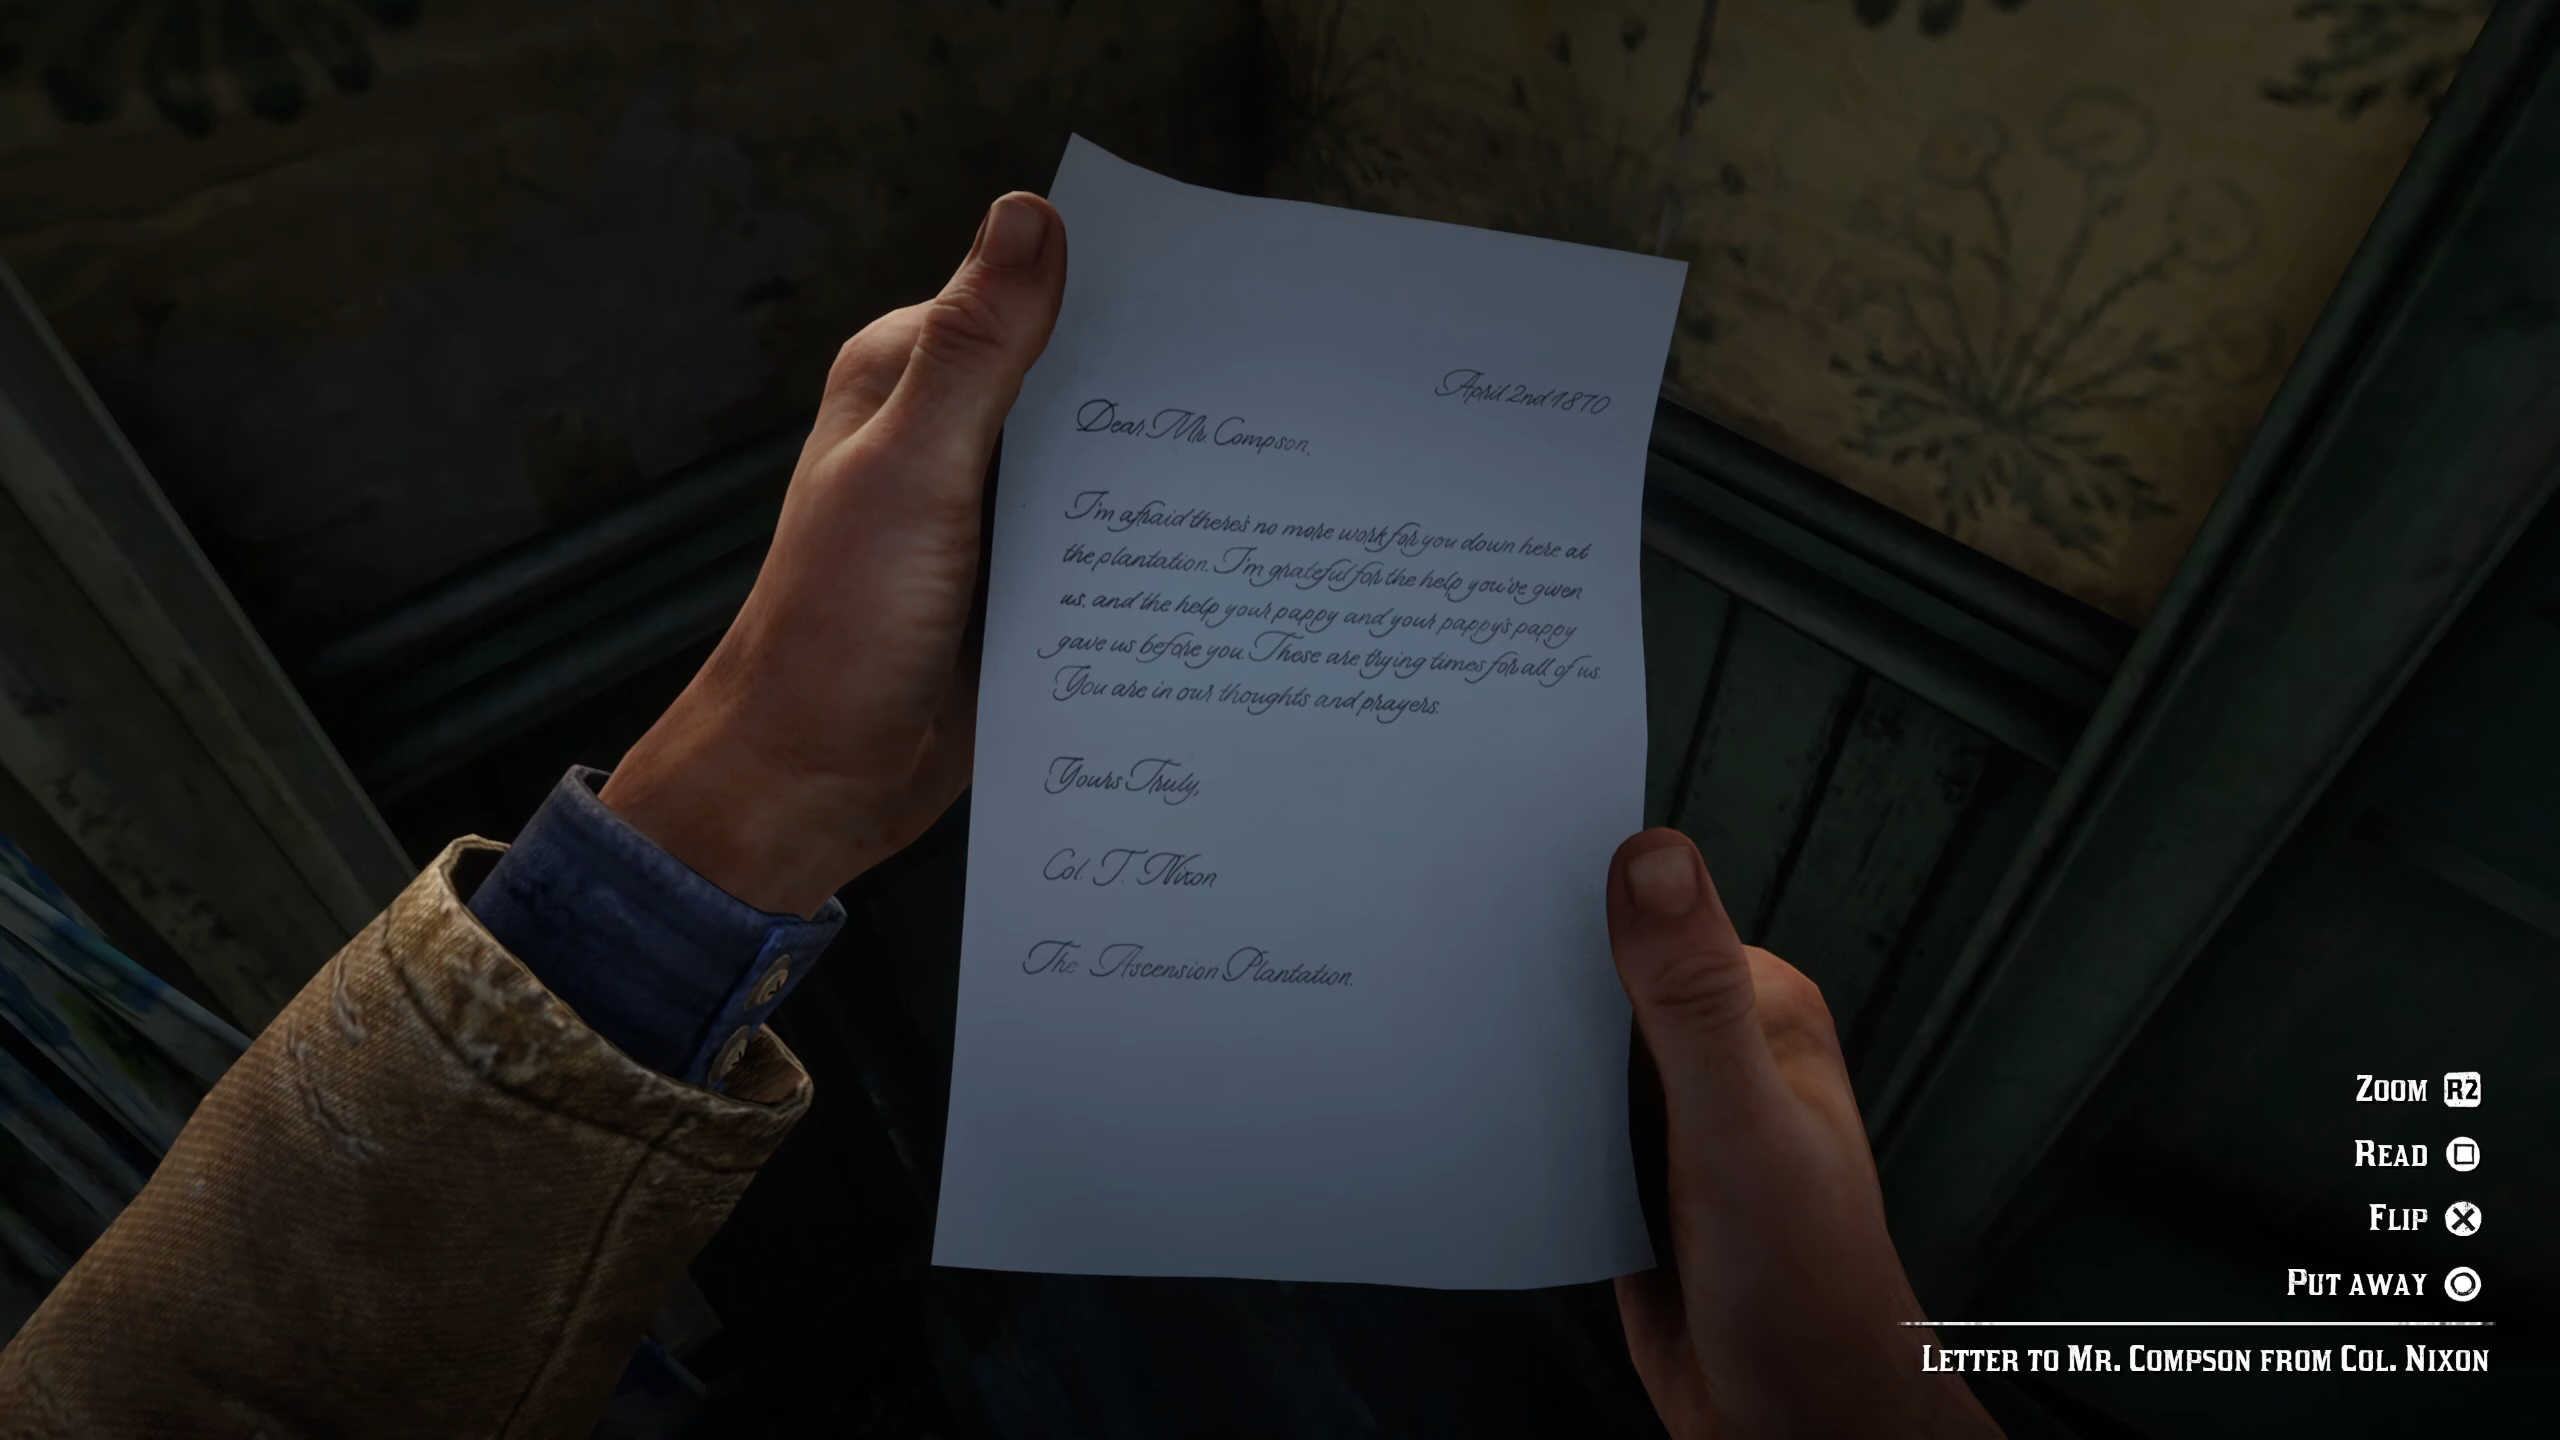 April 2nd 1870
Dear Mr. Compson,
I'm afraid there's no more work for you down here at
the plantation. I'm grateful for the help you've given
us, and the help your pappy and your pappy's pappy
gave us before you. These are trying times for all of us.
You are in our thoughts and prayers.
Yours Truly,
Col. T. Nixon
The Ascension Plantation.
ZOOM R2
READ
FLIP
PUT AWAY
LETTER TO MR. COMPSON FROM COL. NIXON